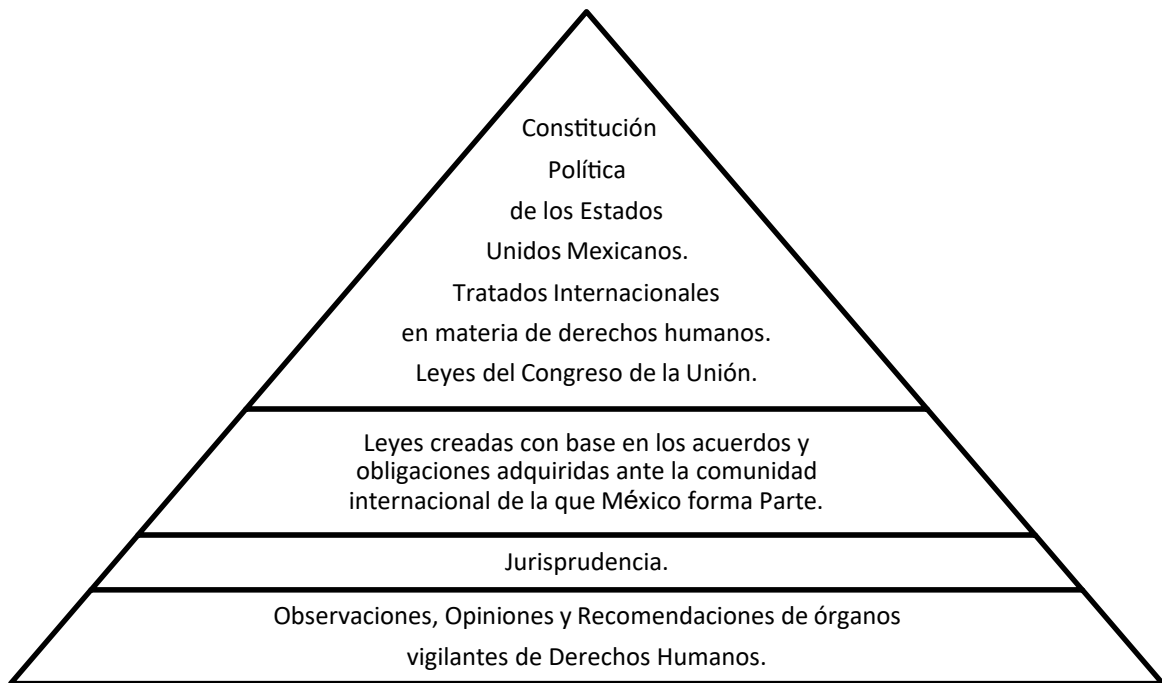 Constitución
Política
de los Estados
Unidos Mexicanos.
Tratados Internacionales
en materia de derechos humanos.
Leyes del Congreso de la Unión.
Leyes creadas con base en los acuerdos y
obligaciones adquiridas ante la comunidad
internacional de la que México forma Parte.
Jurisprudencia.
Observaciones, Opiniones y Recomendaciones de órganos
vigilantes de Derechos Humanos.